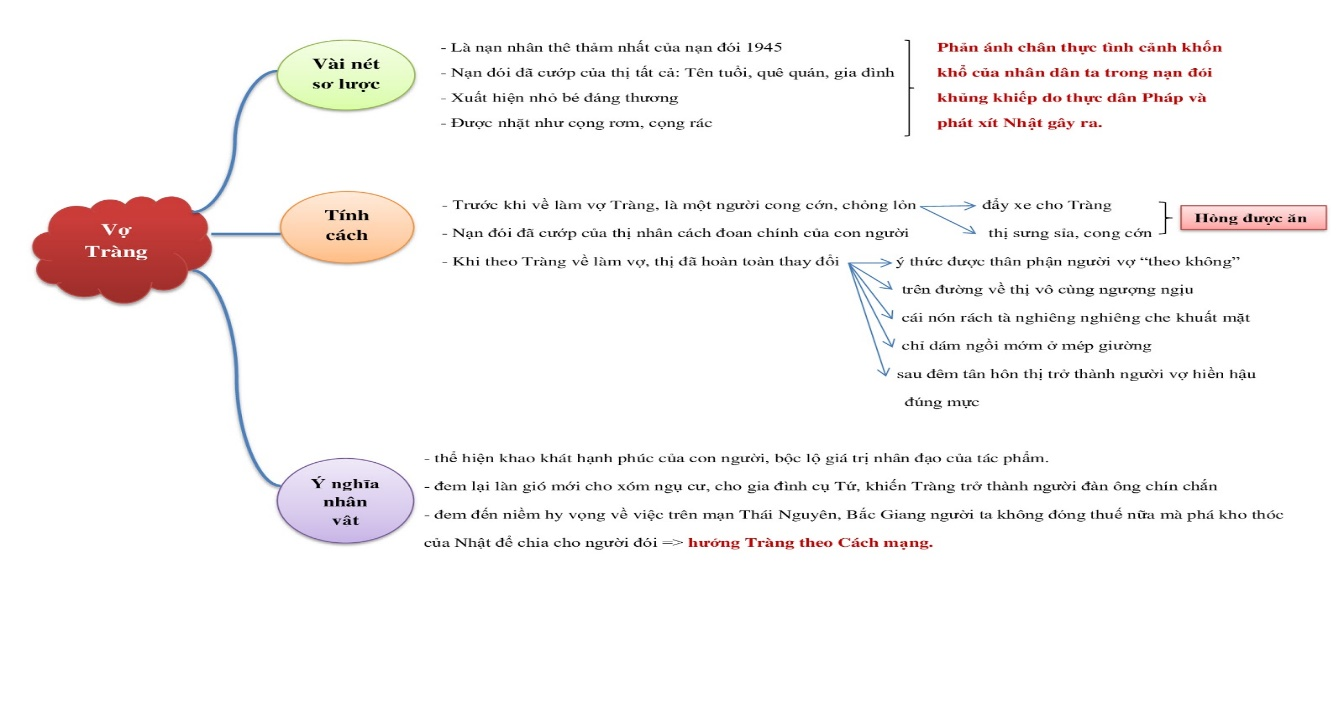 Vợ
Tràng
Vài nét
sơ lược
- Là nạn nhân thê thảm nhất của nạn đói 1945
- Nạn đói đã cướp của thị tất cả: Tên tuổi, quê quán, gia đình
- Xuất hiện nhỏ bé đáng thương
- Được nhặt như cọng rơm, cọng rác
Phản ánh chân thực tình cảnh khốn
khổ của nhân dân ta trong nạn đói
khủng khiếp do thực dân Pháp và
phát xít Nhật gây ra.
Tính
cách
- Trước khi về làm vợ Tràng, là một người cong cớn, chỏng lỏn
- Nạn đói đã cướp của thị nhân cách đoan chính của con người
- Khi theo Tràng về làm vợ, thị đã hoàn toàn thay đổi
đẩy xe cho Tràng
thị sưng sỉa, cong cớn
Hòng được ăn
ý thức được thân phận người vợ “theo không”
trên đường về thị vô cùng ngượng ngịu
cái nón rách tà nghiêng nghiêng che khuất mặt
chỉ dám ngồi mớm ở mép giường
sau đêm tân hôn thị trở thành người vợ hiền hậu
đúng mực
Ý nghĩa
nhân
vât
- thể hiện khao khát hạnh phúc của con người, bộc lộ giá trị nhân đạo của tác phẩm.
- đem lại làn gió mới cho xóm ngụ cư, cho gia đình cụ Tứ, khiến Tràng trở thành người đàn ông chín chắn
- đem đến niềm hy vọng về việc trên mạn Thái Nguyên, Bắc Giang người ta không đóng thuế nữa mà phá kho thóc
của Nhật để chia cho người đói => hướng Tràng theo Cách mạng.